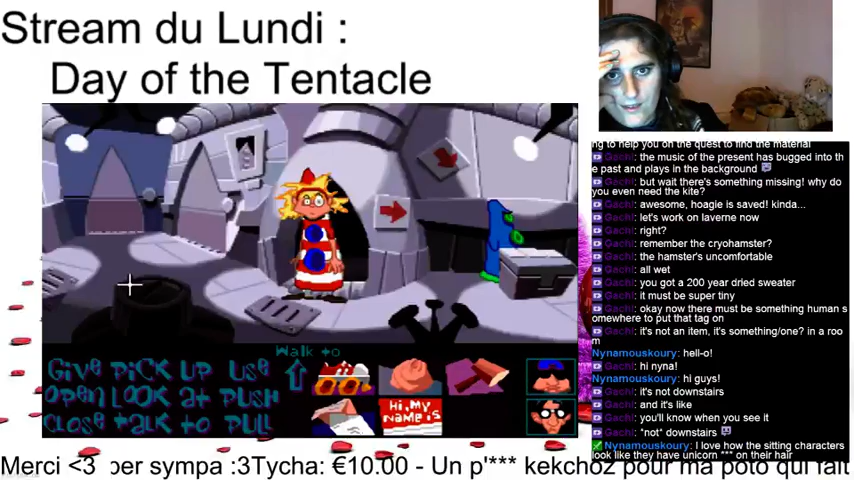 Stream du Lundi :
Day of the Tentacle
ng to help you on the quest to find the material
Gachi: the music of the present has bugged into th
e past and plays in the background
Gachi: but wait there's something missing! why do
you even need the kite?
Gachi: awesome, hoagie is saved! kinda...
Gachi: let's work on laverne now
Gachi: right?
Gachi: remember the cryohamster?
Gachi: the hamster's uncomfortable
Gachi: all wet
Gachi: you got a 200 year dried sweater
Gachi: it must be super tiny
Gachi: okay now there must be something human s
omewhere to put that tag on
Gachi: it's not an item, it's something/one? in a roo
m
Nynamouskoury: hell-o!
Gachi: hi nyna!
Nynamouskoury: hi guys!
Gachi: it's not downstairs
Gachi: and it's like
Gachi: you'll know when you see it
Gachi: *not* downstairs
Nynamouskoury: I love how the sitting characters
look like they have unicorn *** on their hair
Walk to
Give Pick up Use
Open Look at Push
Close Talk to Pull
Hi, my
name is
Merci <3 per sympa :3Tycha: €10.00 - Un p'*** kekchoz pour ma poto qui fait